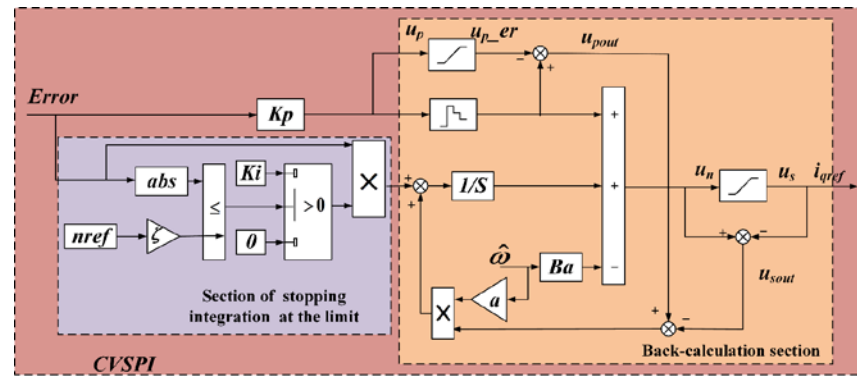 u_p
u_p_er
u_pout
Error
Kp
abs
Ki
≤
>0
×
nref
ζ
0
Section of stopping
integration at the limit
CVSPI
+
+
1/S
−
+
+
+
−
u_n
u_s
i_qref
+
−
u_sout
ω̂
Ba
a
×
+
−
Back-calculation section